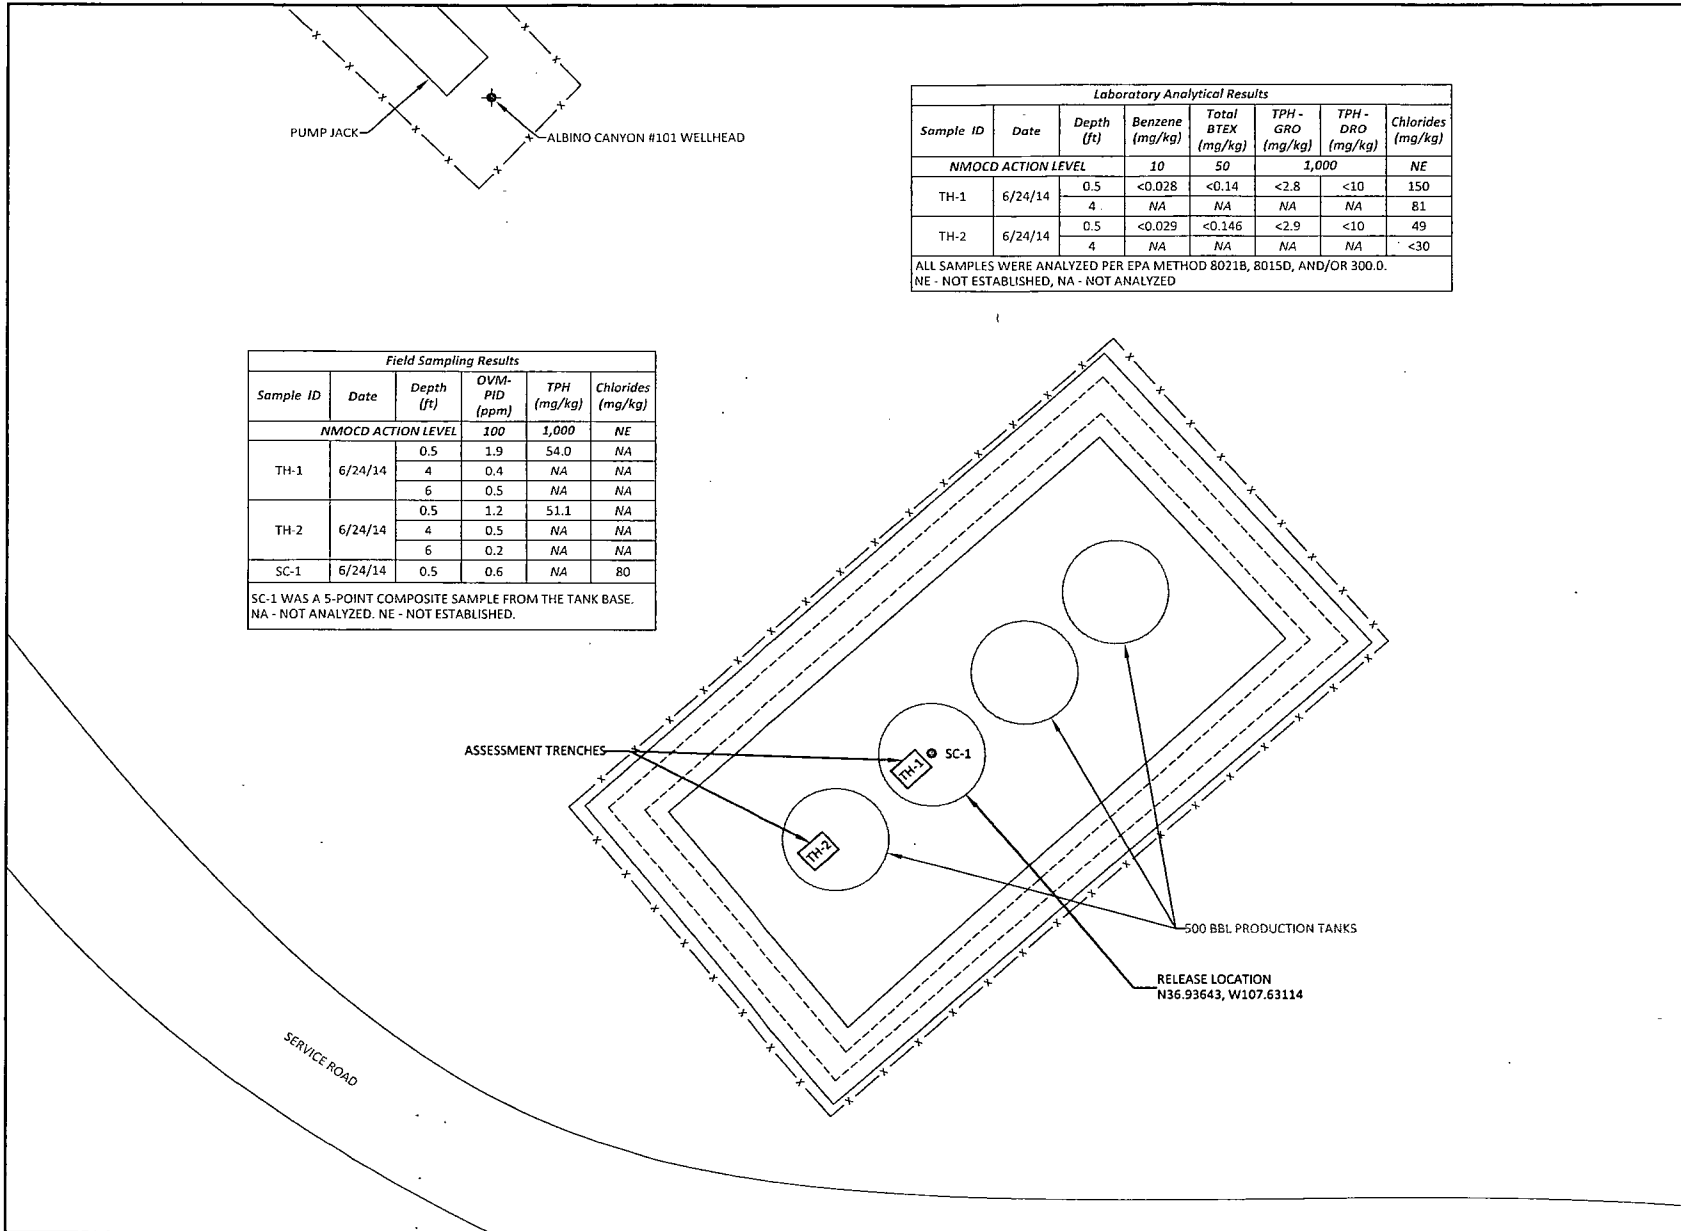 PUMP JACK
ALBINO CANYON #101 WELLHEAD
Laboratory Analytical Results
Sample ID Date Depth (ft) Benzene (mg/kg) Total BTEX (mg/kg) TPH - GRO (mg/kg) TPH - DRO (mg/kg) Chlorides (mg/kg)
NMOCD ACTION LEVEL 10 50 1,000 NE
TH-1 6/24/14 0.5 <0.028 <0.14 <2.8 <10 150
4 NA NA NA NA 81
TH-2 6/24/14 0.5 <0.029 <0.146 <2.9 <10 49
4 NA NA NA NA <30
ALL SAMPLES WERE ANALYZED PER EPA METHOD 8021B, 8015D, AND/OR 300.0.
NE - NOT ESTABLISHED, NA - NOT ANALYZED
Field Sampling Results
Sample ID Date Depth (ft) OVM-PID (ppm) TPH (mg/kg) Chlorides (mg/kg)
NMOCD ACTION LEVEL 100 1,000 NE
TH-1 6/24/14 0.5 1.9 54.0 NA
4 0.4 NA NA
6 0.5 NA NA
TH-2 6/24/14 0.5 1.2 51.1 NA
4 0.5 NA NA
6 0.2 NA NA
SC-1 6/24/14 0.5 0.6 NA 80
SC-1 WAS A 5-POINT COMPOSITE SAMPLE FROM THE TANK BASE.
NA - NOT ANALYZED. NE - NOT ESTABLISHED.
ASSESSMENT TRENCHES
SC-1
TH-1
TH-2
500 BBL PRODUCTION TANKS
RELEASE LOCATION
N36.93643, W107.63114
SERVICE ROAD